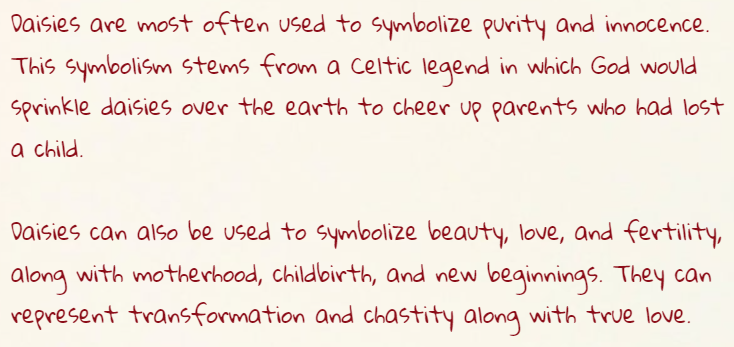 Daisies are most often used to symbolize purity and innocence.
This symbolism stems from a Celtic legend in which God would
sprinkle daisies over the earth to cheer up parents who had lost
a child.
Daisies can also be used to symbolize beauty, love, and fertility,
along with motherhood, childbirth, and new beginnings. They can
represent transformation and chastity along with true love.